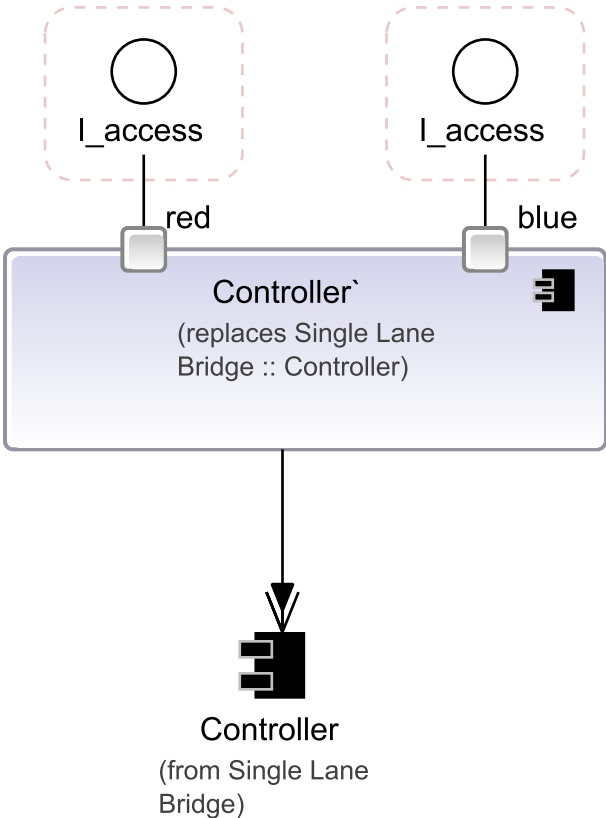 I_access
I_access
red
blue
Controller`
(replaces Single Lane
Bridge :: Controller)
Controller
(from Single Lane
Bridge)